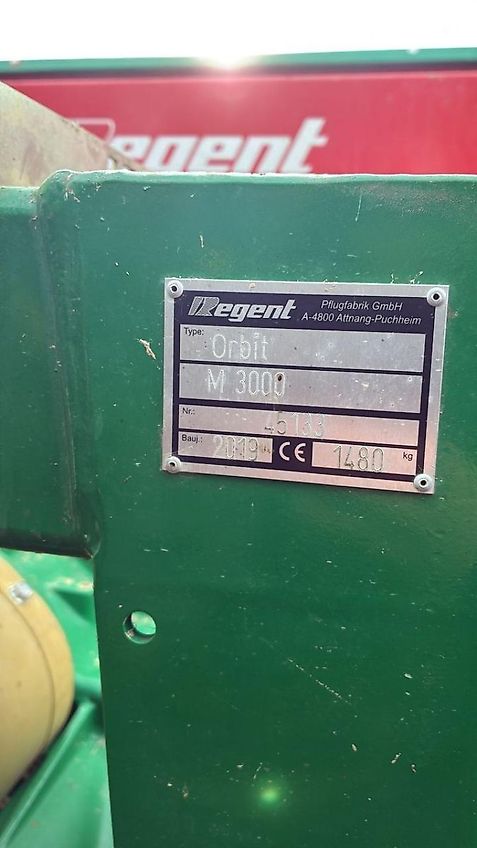 Regent
Regent Pflugfabrik GmbH
A-4800 Attnang-Puchheim
Type: Orbit
M 3000
Nr.: 45133
Bauj.: 2019 CE 1480 kg